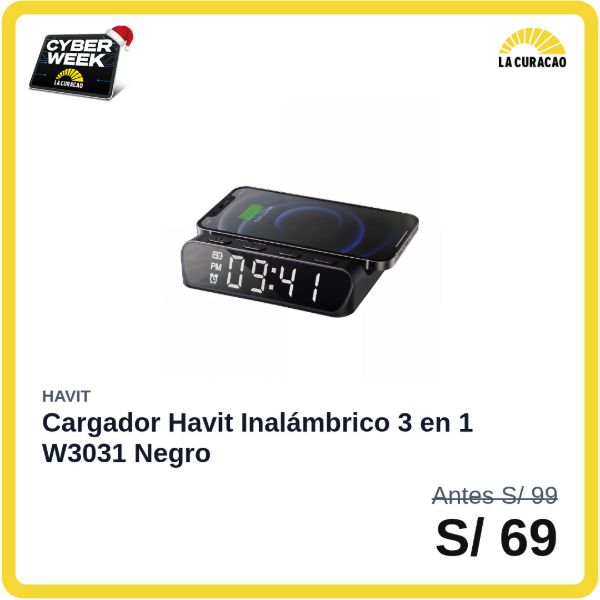 CYBER
WEEK
LA CURACAO
LA CURACAO
PM
09:41
HAVIT
Cargador Havit Inalámbrico 3 en 1
W3031 Negro
Antes S/ 99
S/ 69